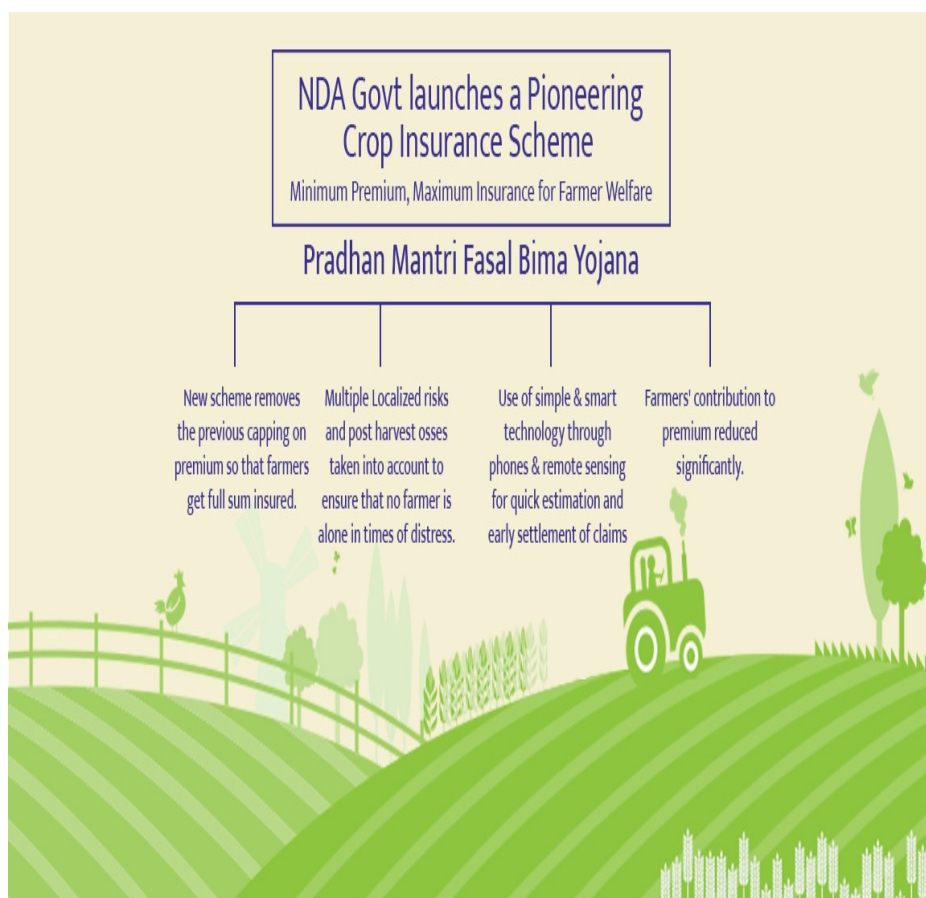 NDA Govt launches a Pioneering
Crop Insurance Scheme
Minimum Premium, Maximum Insurance for Farmer Welfare
Pradhan Mantri Fasal Bima Yojana
New scheme removes
the previous capping on
premium so that farmers
get full sum insured.
Multiple Localized risks
and post harvest osses
taken into account to
ensure that no farmer is
alone in times of distress.
Use of simple & smart
technology through
phones & remote sensing
for quick estimation and
early settlement of claims
Farmers' contribution to
premium reduced
significantly.